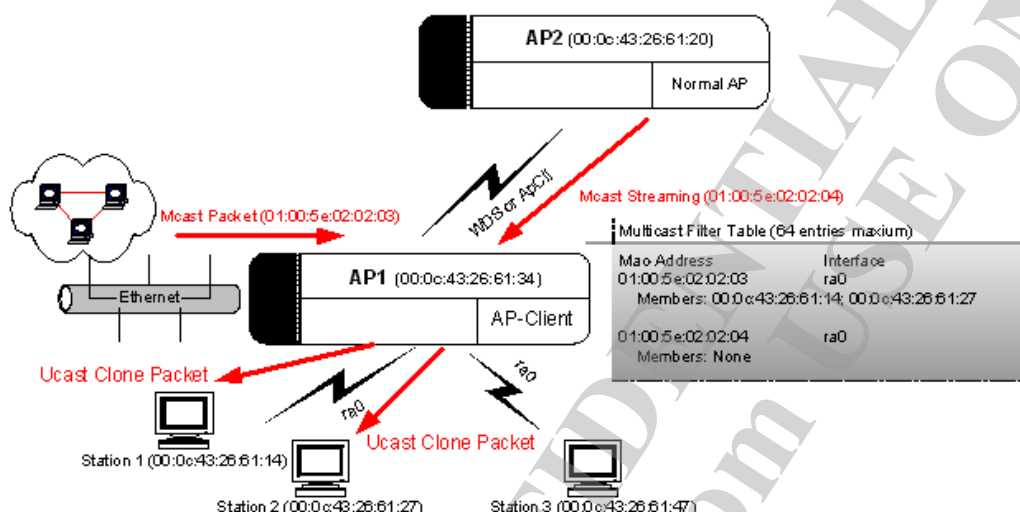 AP2 (00:0c:43:26:61:20)
Normal AP
WDS or ApCli
Mcast Packet (01:00:5e:02:02:03)
Mcast Streaming (01:00:5e:02:02:04)
Multicast Filter Table (64 entries maxium)
Mac Address Interface
01:00:5e:02:02:03 ra0
Members: 00:0c:43:26:61:14; 00:0c:43:26:61:27
01:00:5e:02:02:04 ra0
Members: None
AP1 (00:0c:43:26:61:34)
AP-Client
Ethernet
Ucast Clone Packet
ra0
ra0
Ucast Clone Packet
Station 1 (00:0c:43:26:61:14)
Station 2 (00:0c:43:26:61:27)
Station 3 (00:0c:43:26:61:47)